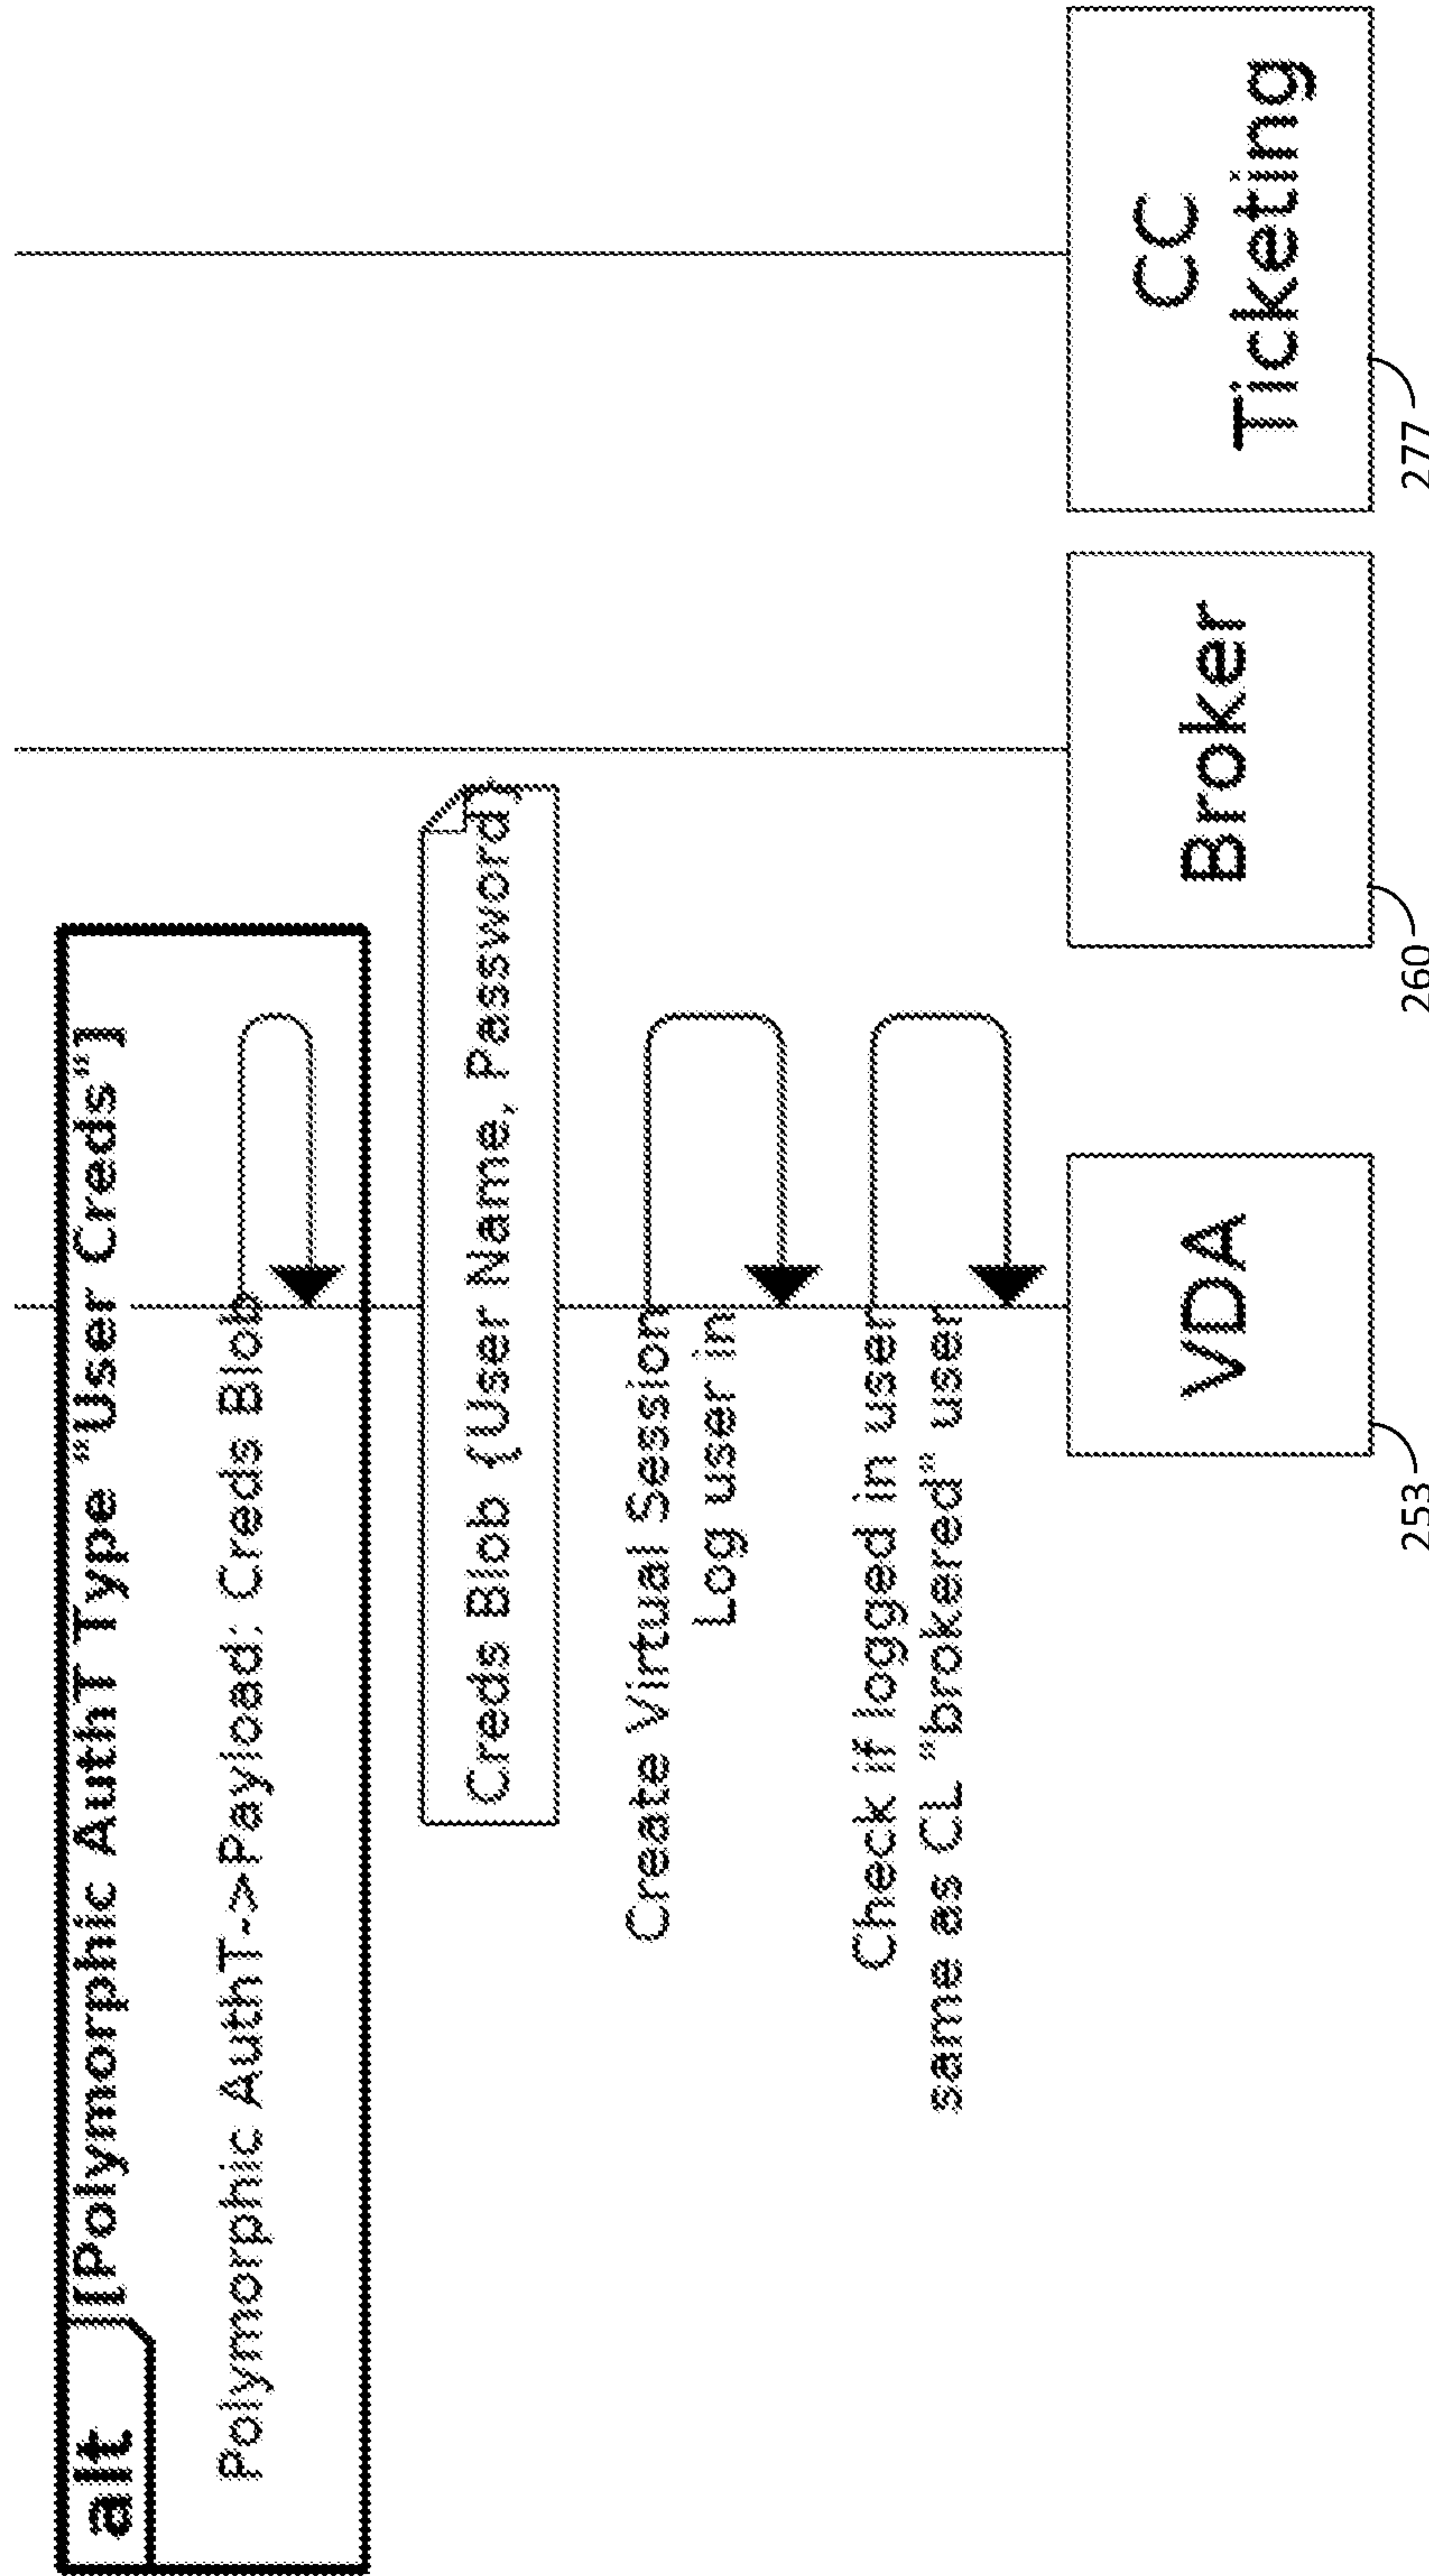 alt [Polymorphic AuthT Type "User Creds"]
Polymorphic AuthT->Payload: Creds Blob
Creds Blob {User Name, Password}
Create Virtual Session
Log user in
Check if logged in user
same as CL "brokered" user
VDA
253
Broker
260
CC
Ticketing
277